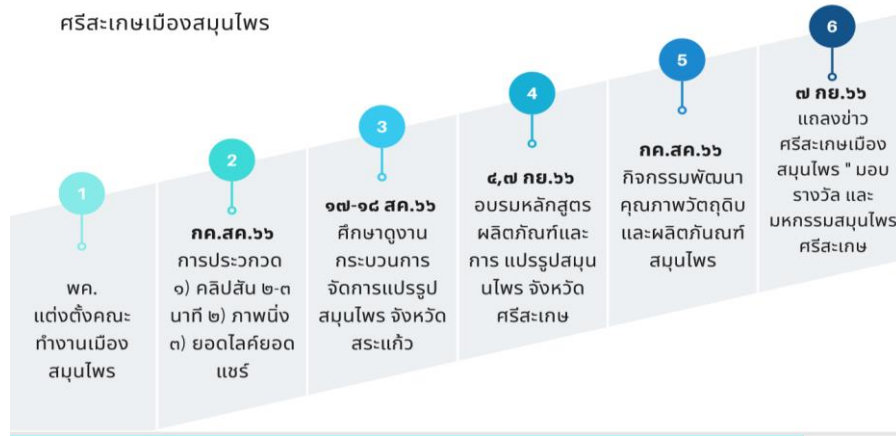 ศรีสะเกษเมืองสมุนไพร
1
พค.
แต่งตั้งคณะ
ทำงานเมือง
สมุนไพร
2
กค.สค.๖๖
การประวกวด
๑) คลิปสัน ๒-๓
นาที ๒) ภาพนิ่ง
๓) ยอดไลค์ยอด
แชร์
3
๑๗-๑๘ สค.๖๖
ศึกษาดูงาน
กระบวนการ
จัดการแปรรูป
สมุนไพร จังหวัด
สระแก้ว
4
๔,๗ กย.๖๖
อบรมหลักสูตร
ผลิตภัณฑ์และ
การ แปรรูปสมุน
นไพร จังหวัด
ศรีสะเกษ
5
กค.สค.๖๖
กิจกรรมพัฒนา
คุณภาพวัตถุดิบ
และผลิตภันณฑ์
สมุนไพร
6
๗ กย.๖๖
แถลงข่าว
ศรีสะเกษเมือง
สมุนไพร " มอบ
รางวัล และ
มหกรรมสมุนไพร
ศรีสะเกษ